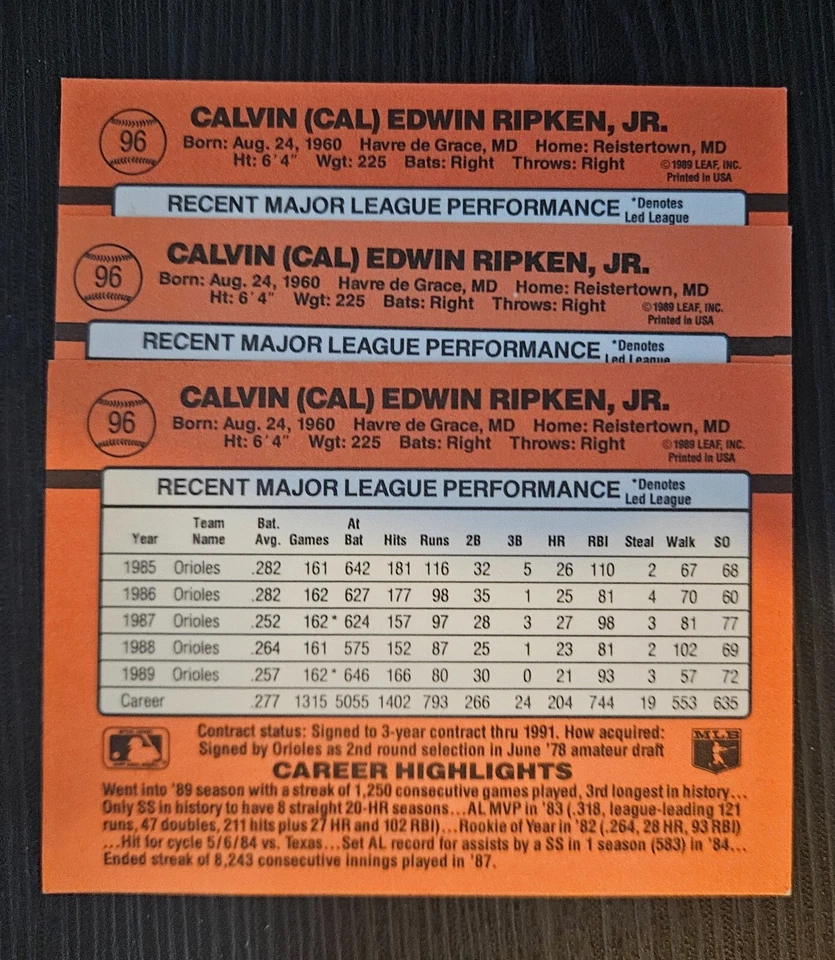 96
CALVIN (CAL) EDWIN RIPKEN, JR.
Born: Aug. 24, 1960 Havre de Grace, MD Home: Reistertown, MD
Ht: 6'4" Wgt: 225 Bats: Right Throws: Right ©1989 LEAF, INC.
Printed in USA
RECENT MAJOR LEAGUE PERFORMANCE *Denotes
Led League
96
CALVIN (CAL) EDWIN RIPKEN, JR.
Born: Aug. 24, 1960 Havre de Grace, MD Home: Reistertown, MD
Ht: 6'4" Wgt: 225 Bats: Right Throws: Right ©1989 LEAF, INC.
Printed in USA
RECENT MAJOR LEAGUE PERFORMANCE *Denotes
Led League
96
CALVIN (CAL) EDWIN RIPKEN, JR.
Born: Aug. 24, 1960 Havre de Grace, MD Home: Reistertown, MD
Ht: 6'4" Wgt: 225 Bats: Right Throws: Right ©1989 LEAF, INC.
Printed in USA
RECENT MAJOR LEAGUE PERFORMANCE *Denotes
Led League
Team Bat. At
Year Name Avg. Games Bat Hits Runs 2B 3B HR RBI Steal Walk SO
1985 Orioles .282 161 642 181 116 32 5 26 110 2 67 68
1986 Orioles .282 162 627 177 98 35 1 25 81 4 70 60
1987 Orioles .252 162* 624 157 97 28 3 27 98 3 81 77
1988 Orioles .264 161 575 152 87 25 1 23 81 2 102 69
1989 Orioles .257 162* 646 166 80 30 0 21 93 3 57 72
Career .277 1315 5055 1402 793 266 24 204 744 19 553 635
Contract status: Signed to 3-year contract thru 1991. How acquired:
Signed by Orioles as 2nd round selection in June '78 amateur draft
MLB
CAREER HIGHLIGHTS
Went into '89 season with a streak of 1,250 consecutive games played, 3rd longest in history...
Only SS in history to have 8 straight 20-HR seasons...AL MVP in '83 (.318, league-leading 121
runs, 47 doubles, 211 hits plus 27 HR and 102 RBI)...Rookie of Year in '82 (.264, 28 HR, 93 RBI)
...Hit for cycle 5/6/84 vs. Texas...Set AL record for assists by a SS in 1 season (583) in '84...
Ended streak of 8,243 consecutive innings played in '87.